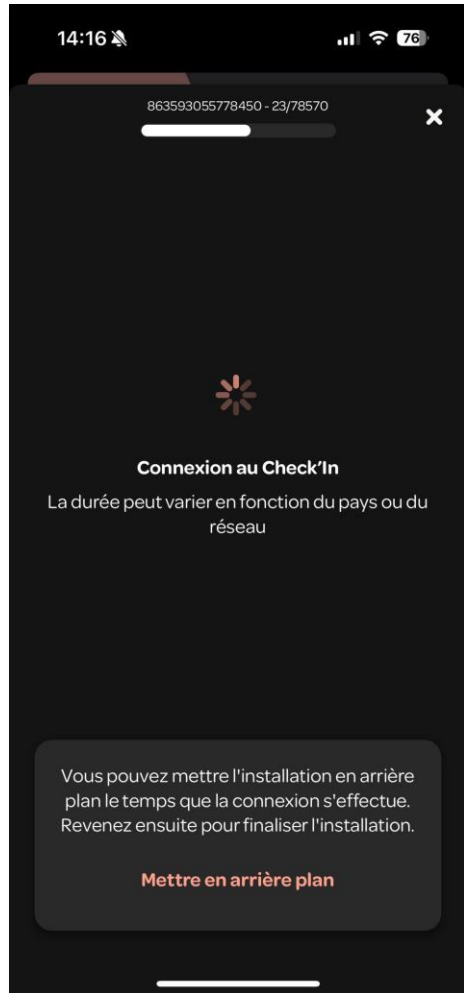 14:16
76
863593055778450 - 23/78570
Connexion au Check'In
La durée peut varier en fonction du pays ou du
réseau
Vous pouvez mettre l'installation en arrière
plan le temps que la connexion s'effectue.
Revenez ensuite pour finaliser l'installation.
Mettre en arrière plan